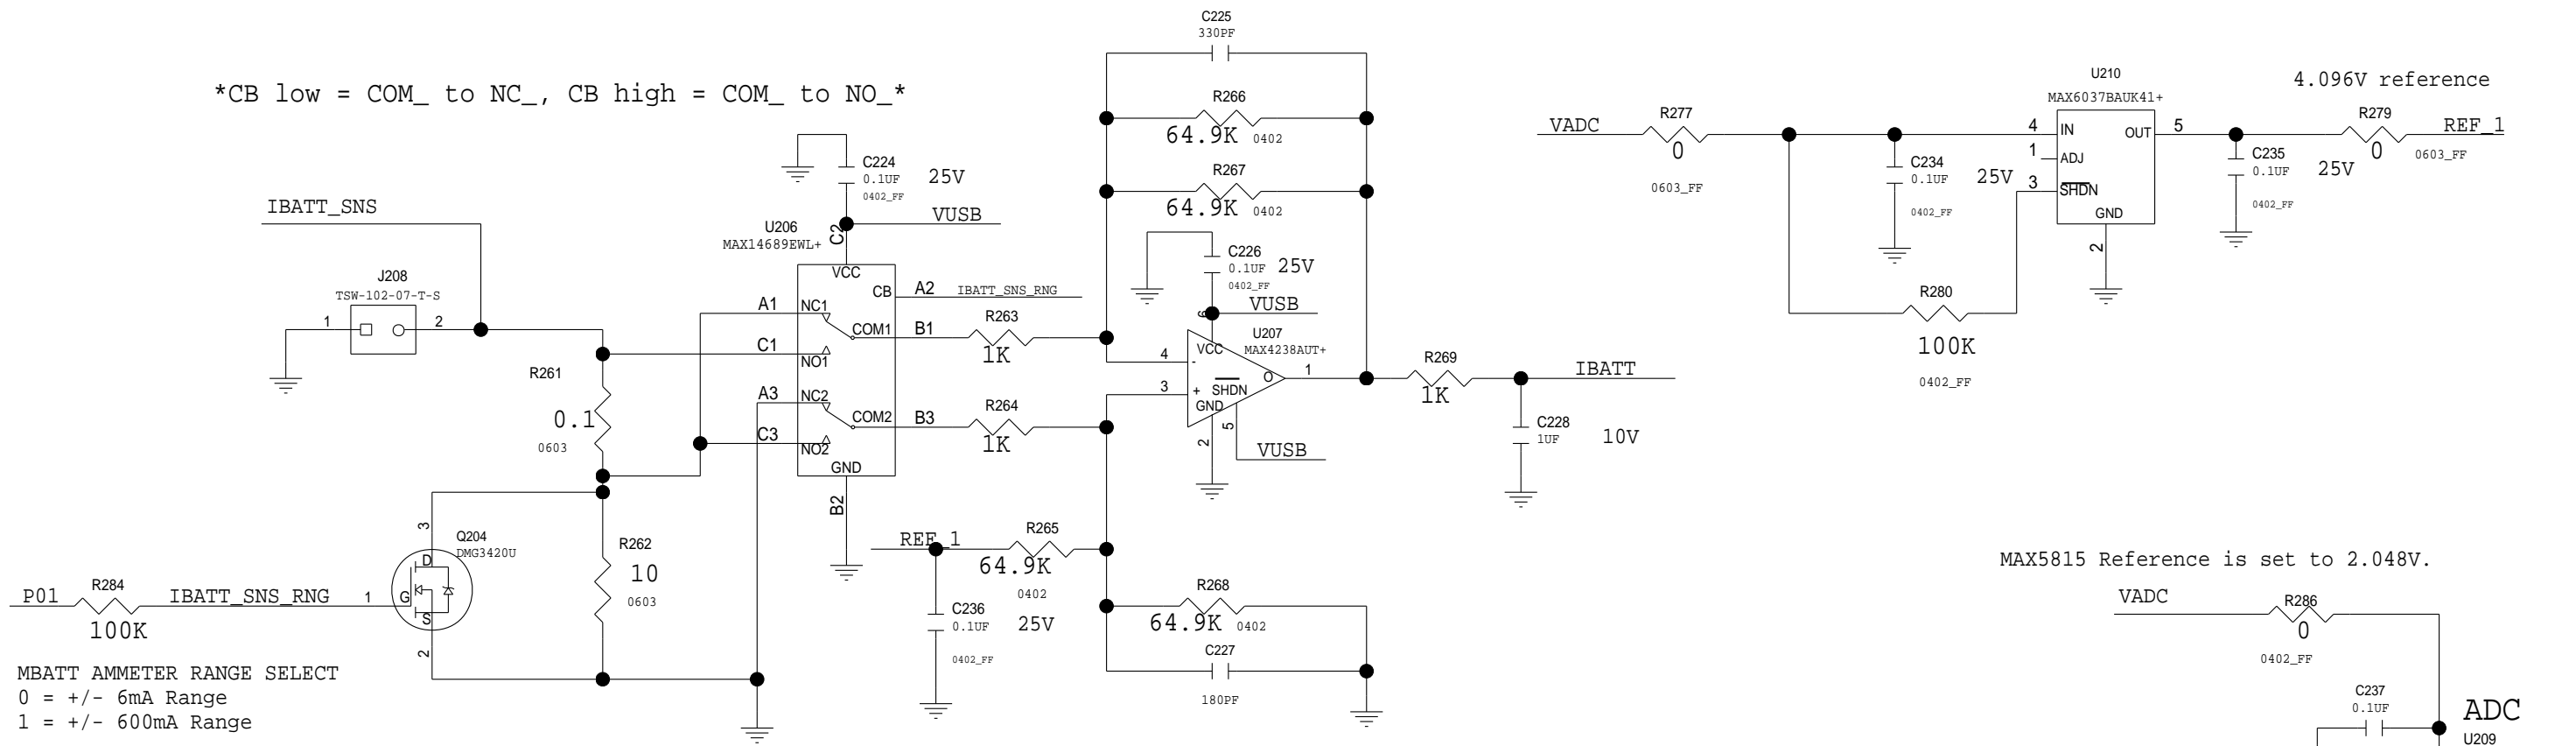 C225
330PF
*CB low = COM_ to NC_, CB high = COM_ to NO_*
R266
64.9K 0402
R267
64.9K 0402
C224
0.1UF 25V
0402_FF
IBATT_SNS
U206
MAX14689EWL+
C2
VUSB
VCC
CB
A2
IBATT_SNS_RNG
J208
TSW-102-07-T-S
1
2
A1
NC1
COM1
B1
C1
NO1
A3
NC2
COM2
B3
C3
NO2
GND
B2
R263
1K
R264
1K
C226
0.1UF 25V
0402_FF
VUSB
6
U207
MAX4238AUT+
VCC
4
-
3
+
SHDN
GND
O
1
2
5
VUSB
R269
1K
IBATT
C228
1UF
10V
R261
0.1
0603
R262
10
0603
3
Q204
DMG3420U
D
G
S
1
2
P01
R284
100K
IBATT_SNS_RNG
MBATT AMMETER RANGE SELECT
0 = +/- 6mA Range
1 = +/- 600mA Range
REF_1
R265
64.9K
0402
C236
0.1UF
25V
0402_FF
R268
64.9K 0402
C227
180PF
U210
MAX6037BAUK41+
4.096V reference
VADC
R277
0
0603_FF
C234
0.1UF
25V
0402_FF
4
IN
1
ADJ
3
SHDN
OUT
5
GND
2
C235
0.1UF
25V
0402_FF
R279
0
0603_FF
REF_1
R280
100K
0402_FF
MAX5815 Reference is set to 2.048V.
VADC
R286
0
0402_FF
C237
0.1UF
ADC
U209